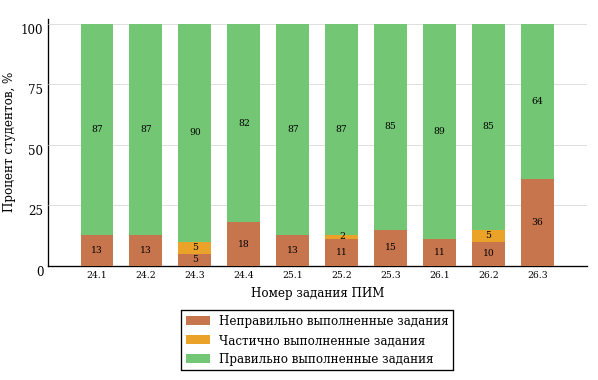 Процент студентов, %
100
75
50
25
0
87 87 90 82 87 87 85 89 85 64
5 2 5
13 13 5 18 13 11 15 11 10 36
24.1 24.2 24.3 24.4 25.1 25.2 25.3 26.1 26.2 26.3
Номер задания ПИМ
Неправильно выполненные задания
Частично выполненные задания
Правильно выполненные задания